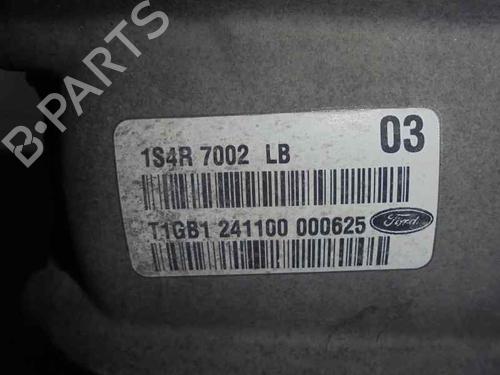 03
1S4R 7002 LB
T1GB1 241100 000625
Ford
B-PARTS